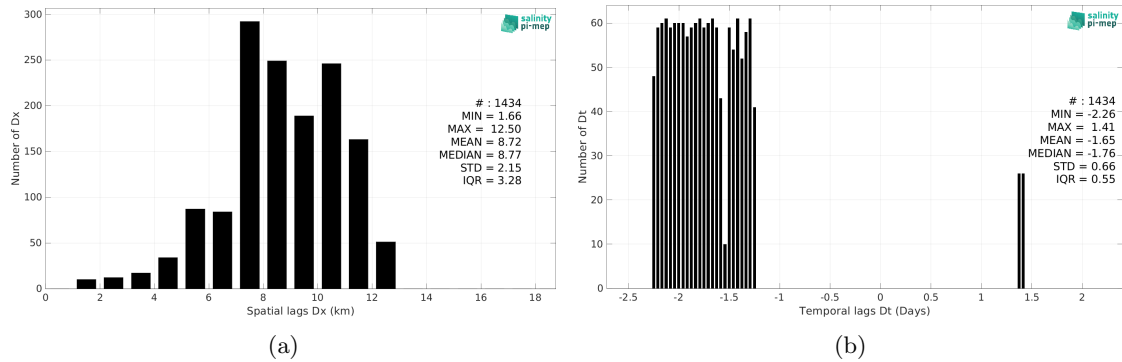 300
250
200
150
100
50
0
Number of Dx
0 2 4 6 8 10 12 14 16 18
Spatial lags Dx (km)
salinity
pi-mep
# : 1434
MIN = 1.66
MAX = 12.50
MEAN = 8.72
MEDIAN = 8.77
STD = 2.15
IQR = 3.28
(a)
60
50
40
30
20
10
0
Number of Dt
-2.5 -2 -1.5 -1 -0.5 0 0.5 1 1.5 2
Temporal lags Dt (Days)
salinity
pi-mep
# : 1434
MIN = -2.26
MAX = 1.41
MEAN = -1.65
MEDIAN = -1.76
STD = 0.66
IQR = 0.55
(b)